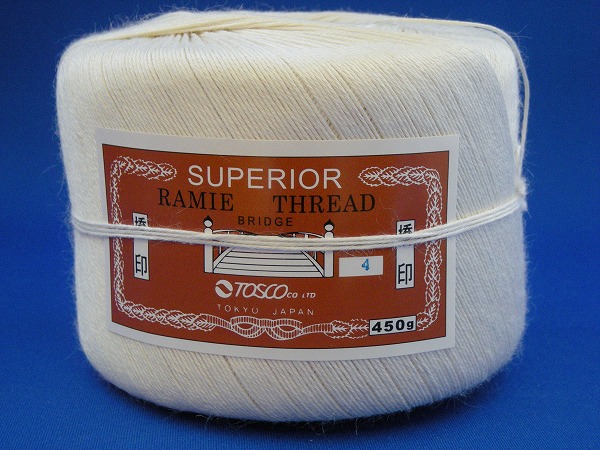 SUPERIOR
RAMIE THREAD
BRIDGE
橋印
橋印
4
TOSCO CO LTD
TOKYO JAPAN
450g